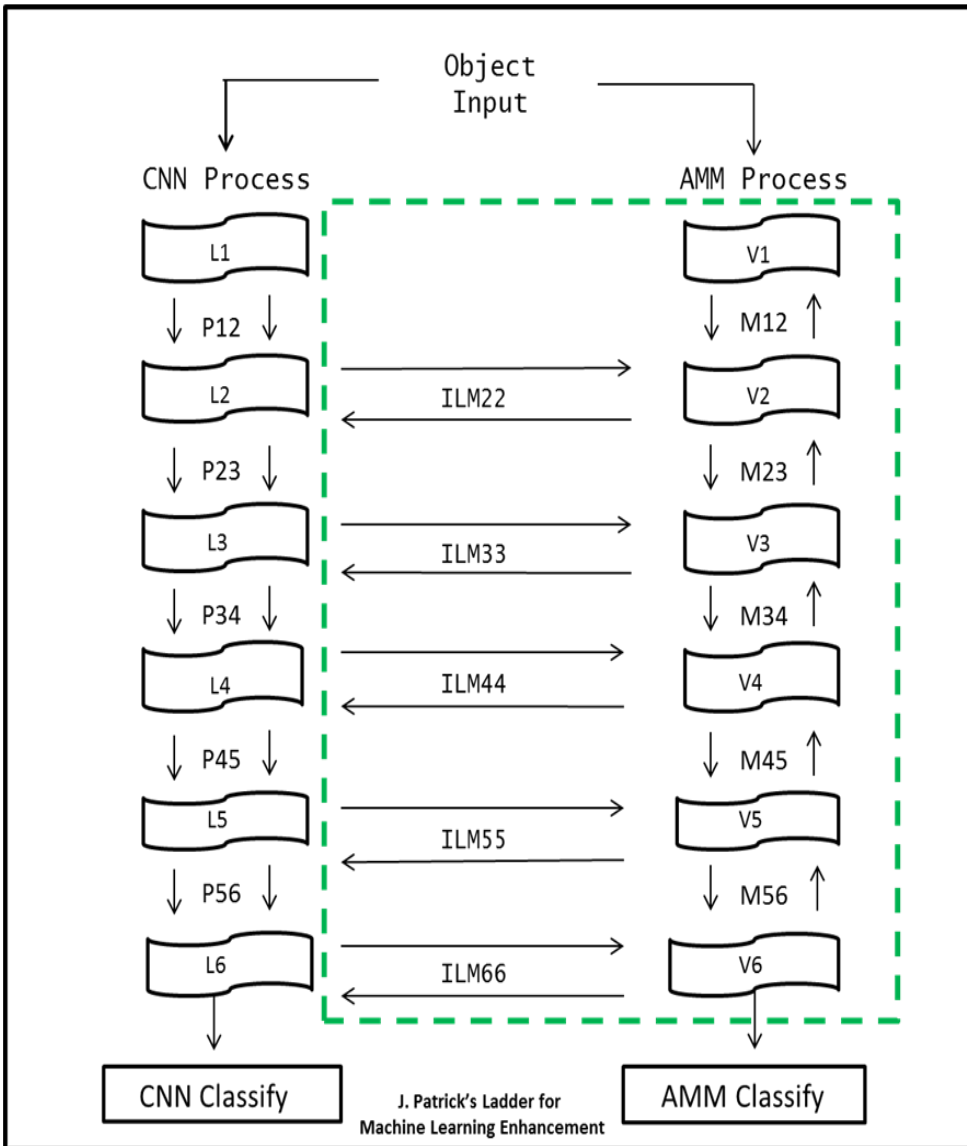 Object
Input
CNN Process AMM Process
L1 V1
P12 M12
L2 ILM22 V2
P23 M23
L3 ILM33 V3
P34 M34
L4 ILM44 V4
P45 M45
L5 ILM55 V5
P56 M56
L6 ILM66 V6
CNN Classify AMM Classify
J. Patrick's Ladder for
Machine Learning Enhancement